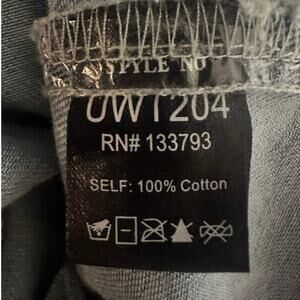 STYLE NO
UWT204
RN# 133793
SELF: 100% Cotton